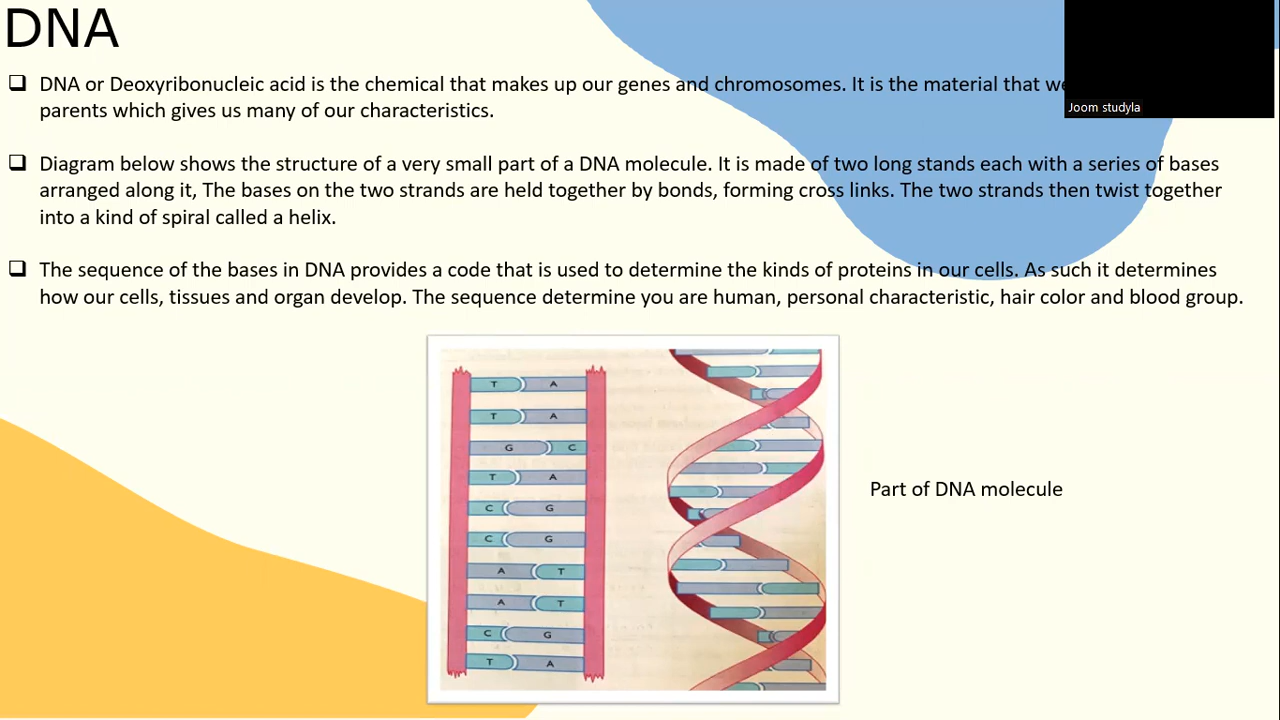 DNA
DNA or Deoxyribonucleic acid is the chemical that makes up our genes and chromosomes. It is the material that
Joom studyla
parents which gives us many of our characteristics.
Diagram below shows the structure of a very small part of a DNA molecule. It is made of two long stands each with a series of bases
arranged along it, The bases on the two strands are held together by bonds, forming cross links. The two strands then twist together
into a kind of spiral called a helix.
The sequence of the bases in DNA provides a code that is used to determine the kinds of proteins in our cells. As such it determines
how our cells, tissues and organ develop. The sequence determine you are human, personal characteristic, hair color and blood group.
T A
T A
G C
T A
C G
C G
A T
A T
C G
T A
Part of DNA molecule